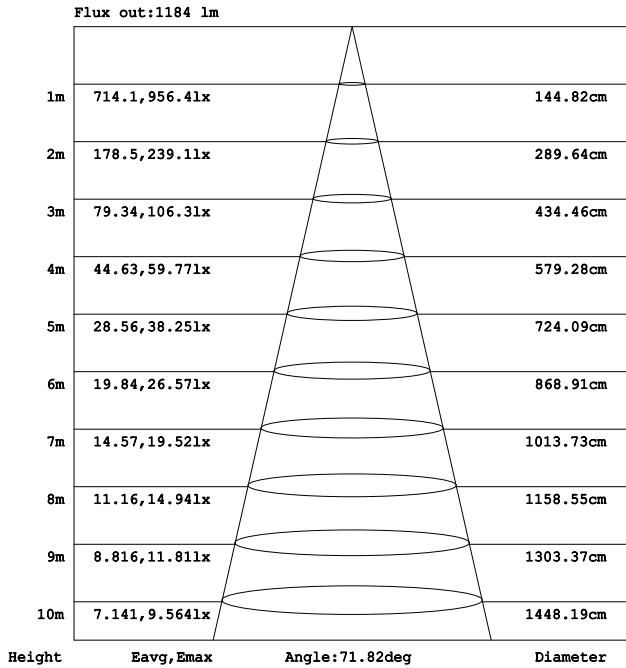 Flux out:1184 lm
1m 714.1,956.4lx 144.82cm
2m 178.5,239.1lx 289.64cm
3m 79.34,106.3lx 434.46cm
4m 44.63,59.77lx 579.28cm
5m 28.56,38.25lx 724.09cm
6m 19.84,26.57lx 868.91cm
7m 14.57,19.52lx 1013.73cm
8m 11.16,14.94lx 1158.55cm
9m 8.816,11.81lx 1303.37cm
10m 7.141,9.564lx 1448.19cm
Height Eavg,Emax Angle:71.82deg Diameter